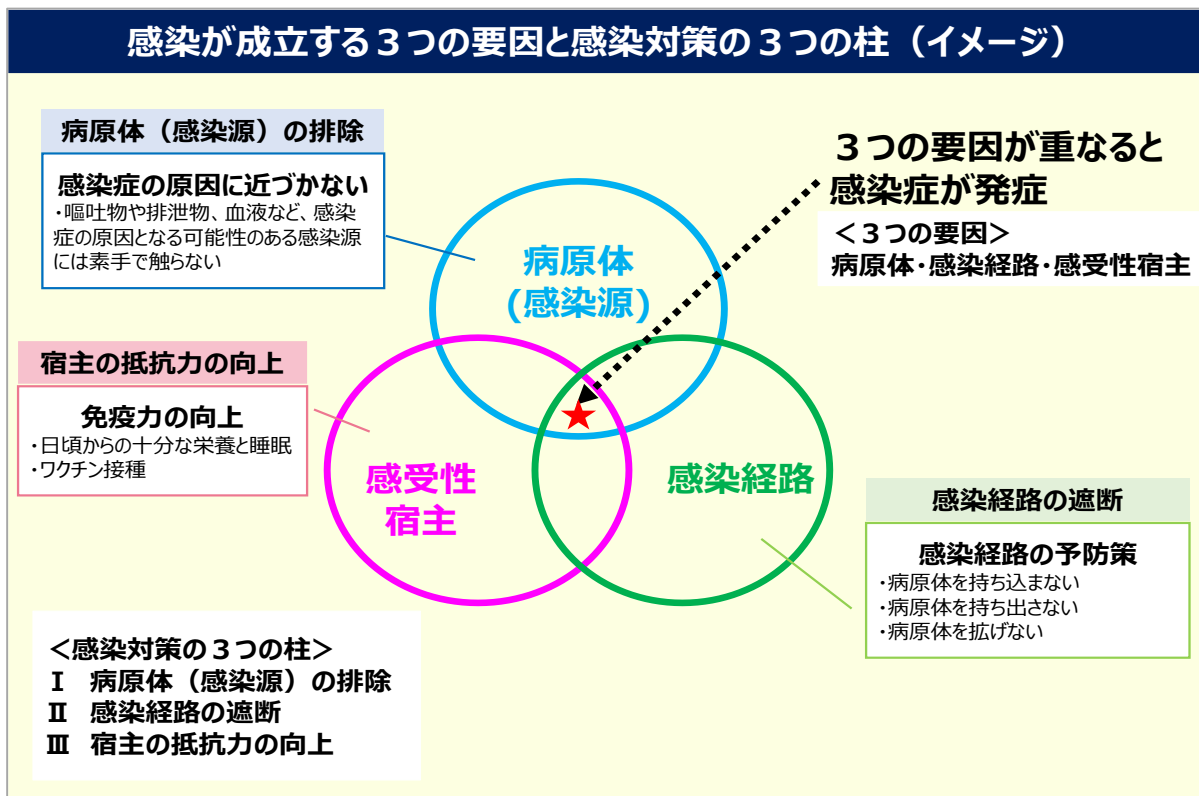 感染が成立する３つの要因と感染対策の３つの柱（イメージ）
病原体（感染源）の排除
感染症の原因に近づかない
・嘔吐物や排泄物、血液など、感染
症の原因となる可能性のある感染源
には素手で触らない
３つの要因が重なると
感染症が発症
＜３つの要因＞
病原体・感染経路・感受性宿主
病原体
(感染源)
宿主の抵抗力の向上
免疫力の向上
・日頃からの十分な栄養と睡眠
・ワクチン接種
感受性
宿主
感染経路
感染経路の遮断
感染経路の予防策
・病原体を持ち込まない
・病原体を持ち出さない
・病原体を拡げない
＜感染対策の３つの柱＞
Ⅰ　病原体（感染源）の排除
Ⅱ　感染経路の遮断
Ⅲ　宿主の抵抗力の向上